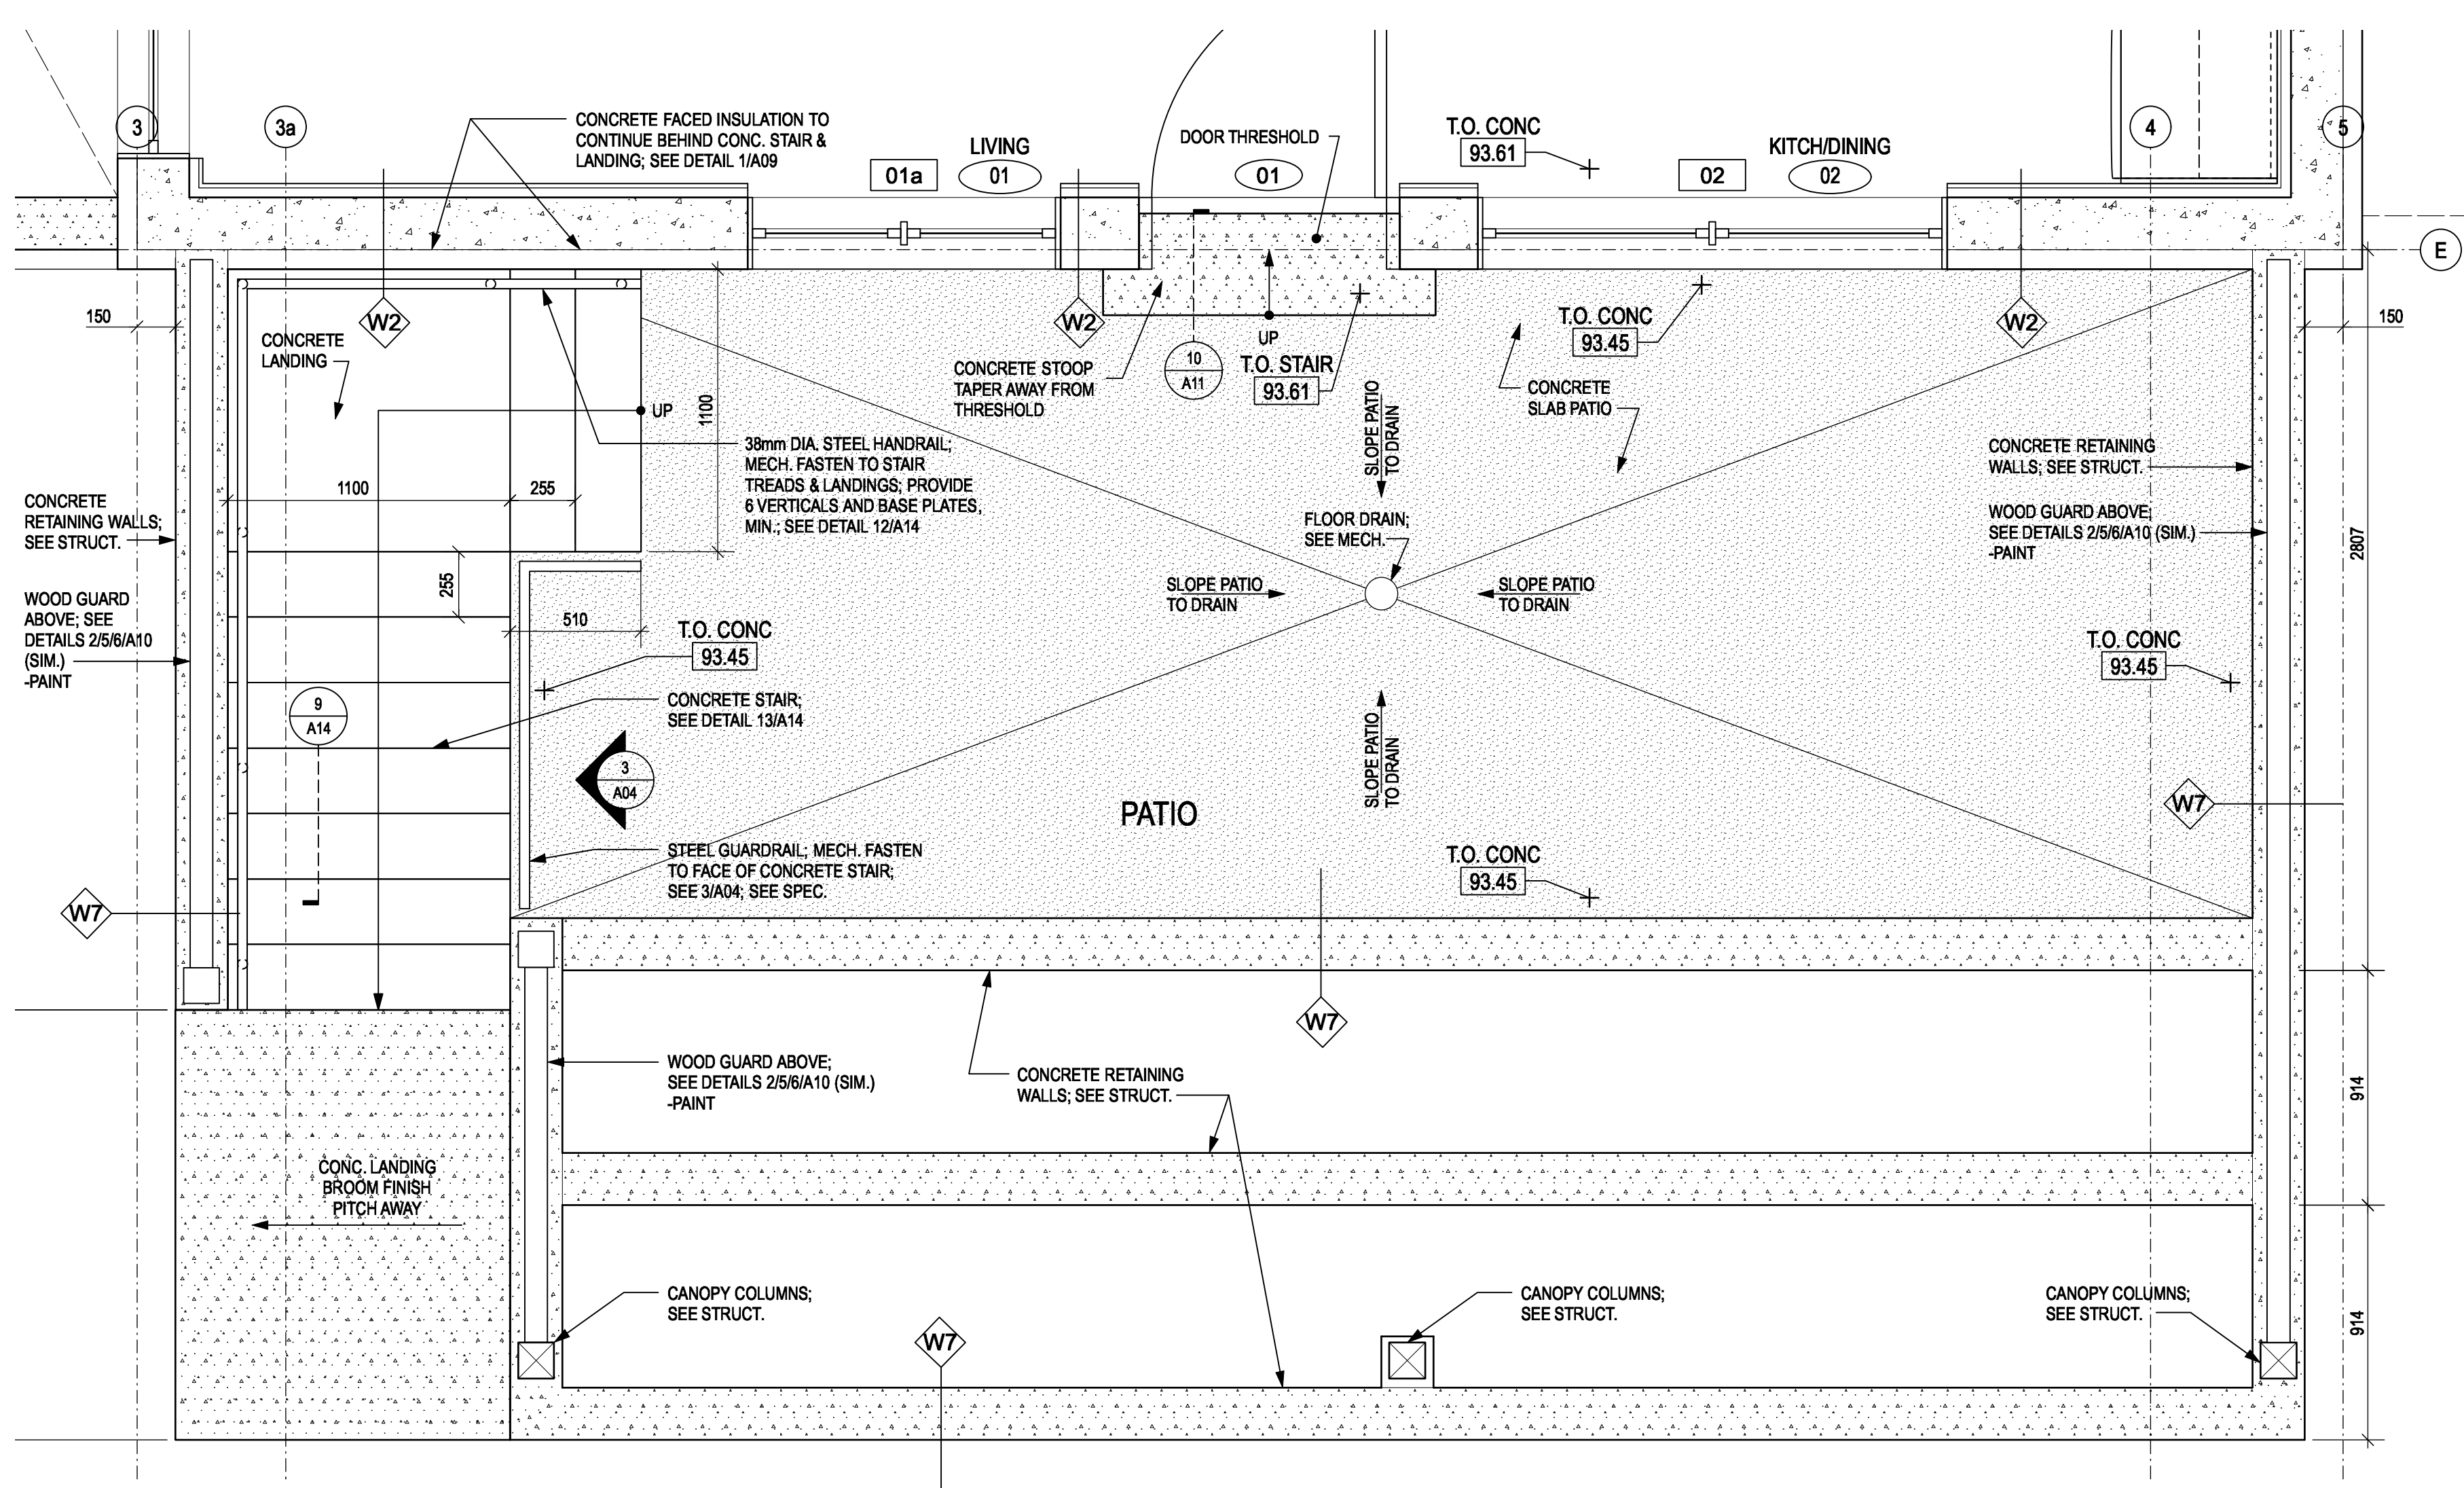 3
3a
4
5
E
CONCRETE FACED INSULATION TO
CONTINUE BEHIND CONC. STAIR &
LANDING; SEE DETAIL 1/A09
LIVING
01a
01
DOOR THRESHOLD
01
T.O. CONC
93.61
KITCH/DINING
02
02
150
CONCRETE
LANDING
W2
W2
W2
150
UP
1100
CONCRETE STOOP
TAPER AWAY FROM
THRESHOLD
10
A11
UP
T.O. STAIR
93.61
T.O. CONC
93.45
CONCRETE
SLAB PATIO
SLOPE PATIO
TO DRAIN
38mm DIA. STEEL HANDRAIL;
MECH. FASTEN TO STAIR
TREADS & LANDINGS; PROVIDE
6 VERTICALS AND BASE PLATES,
MIN.; SEE DETAIL 12/A14
CONCRETE RETAINING
WALLS; SEE STRUCT.
WOOD GUARD ABOVE;
SEE DETAILS 2/5/6/A10 (SIM.)
-PAINT
2807
CONCRETE
RETAINING WALLS;
SEE STRUCT.
1100
255
255
FLOOR DRAIN;
SEE MECH.
WOOD GUARD
ABOVE; SEE
DETAILS 2/5/6/A10
(SIM.)
-PAINT
510
T.O. CONC
93.45
SLOPE PATIO
TO DRAIN
SLOPE PATIO
TO DRAIN
T.O. CONC
93.45
9
A14
CONCRETE STAIR;
SEE DETAIL 13/A14
3
A04
SLOPE PATIO
TO DRAIN
PATIO
W7
STEEL GUARDRAIL; MECH. FASTEN
TO FACE OF CONCRETE STAIR;
SEE 3/A04; SEE SPEC.
T.O. CONC
93.45
W7
W7
WOOD GUARD ABOVE;
SEE DETAILS 2/5/6/A10 (SIM.)
-PAINT
CONCRETE RETAINING
WALLS; SEE STRUCT.
914
CONC. LANDING
BROOM FINISH
PITCH AWAY
CANOPY COLUMNS;
SEE STRUCT.
CANOPY COLUMNS;
SEE STRUCT.
CANOPY COLUMNS;
SEE STRUCT.
914
W7